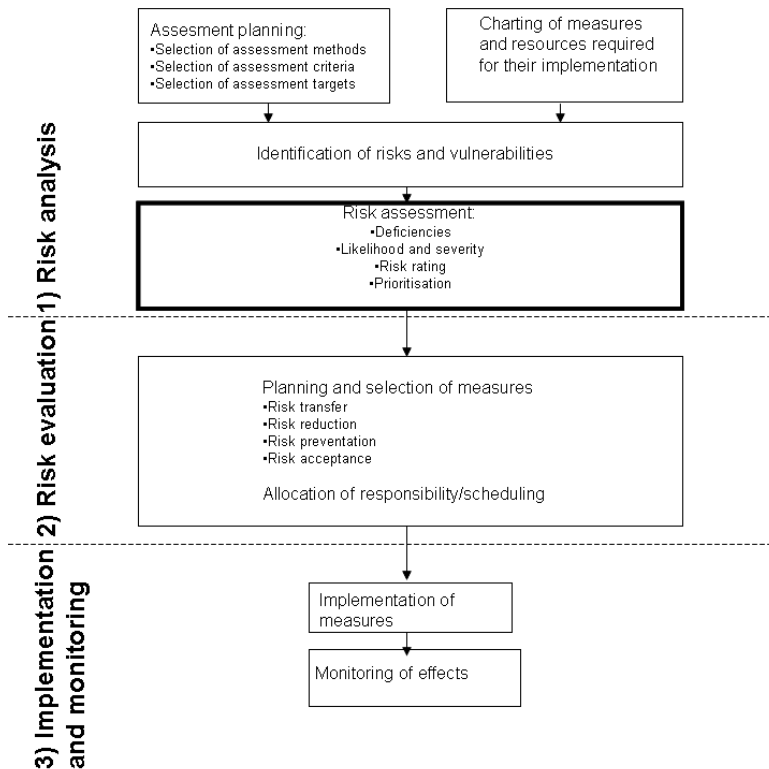 Assesment planning:
▪Selection of assessment methods
▪Selection of assessment criteria
▪Selection of assessment targets
Charting of measures
and resources required
for their implementation
1) Risk analysis
Identification of risks and vulnerabilities
Risk assessment:
▪Deficiencies
▪Likelihood and severity
▪Risk rating
▪Prioritisation
2) Risk evaluation
Planning and selection of measures
▪Risk transfer
▪Risk reduction
▪Risk preventation
▪Risk acceptance
Allocation of responsibility/scheduling
3) Implementation
and monitoring
Implementation of
measures
Monitoring of effects